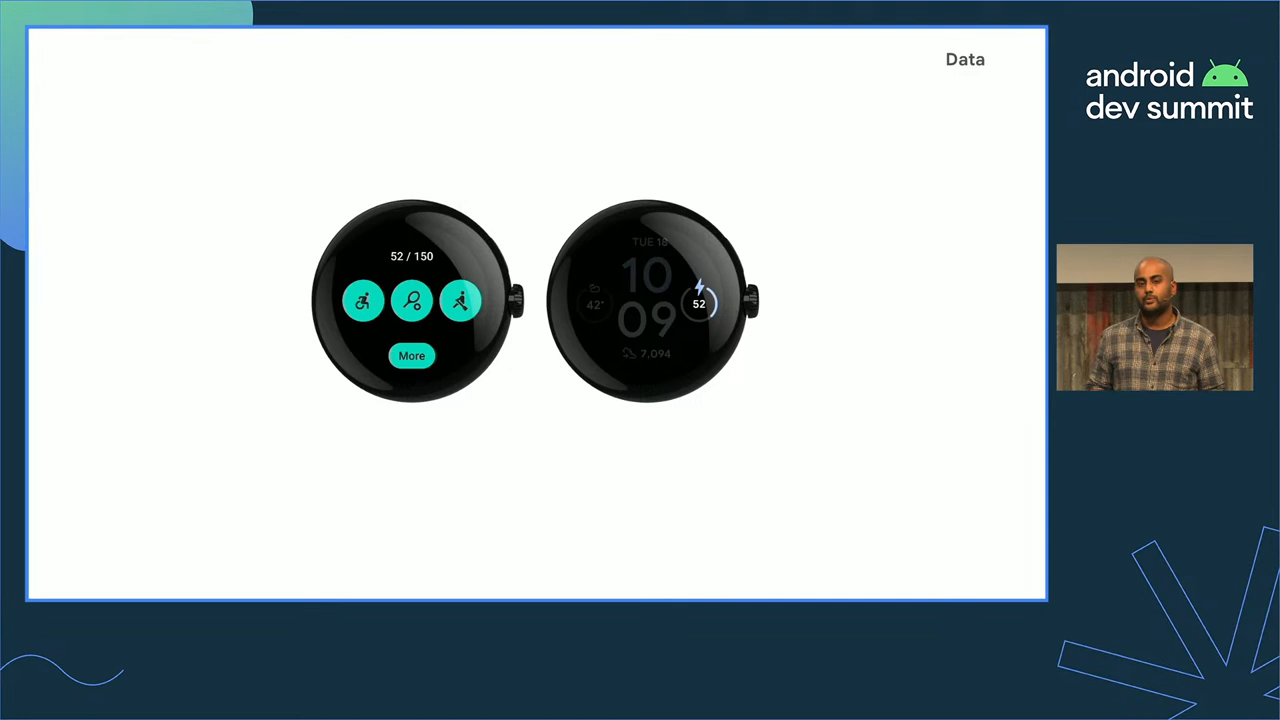 Data
android
dev summit
52 / 150
More
TUE 18
10
42°
52
09
7,094